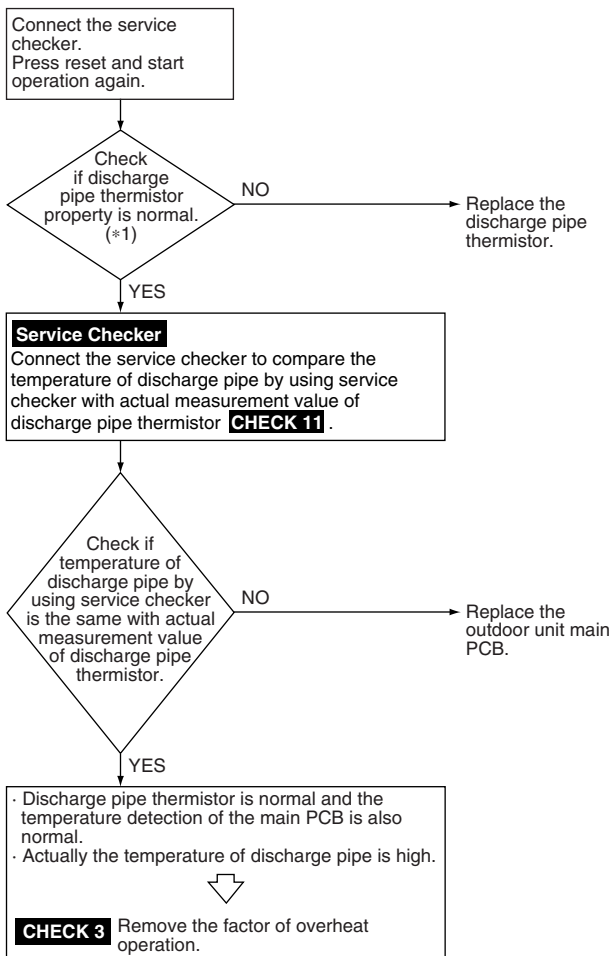 Connect the service
checker.
Press reset and start
operation again.
Check
if discharge
pipe thermistor
property is normal.
(*1)
NO
Replace the
discharge pipe
thermistor.
YES
Service Checker
Connect the service checker to compare the
temperature of discharge pipe by using service
checker with actual measurement value of
discharge pipe thermistor CHECK 11 .
Check if
temperature of
discharge pipe by
using service checker
is the same with actual
measurement value
of discharge pipe
thermistor.
NO
Replace the
outdoor unit main
PCB.
YES
· Discharge pipe thermistor is normal and the
temperature detection of the main PCB is also
normal.
· Actually the temperature of discharge pipe is high.
CHECK 3 Remove the factor of overheat
operation.